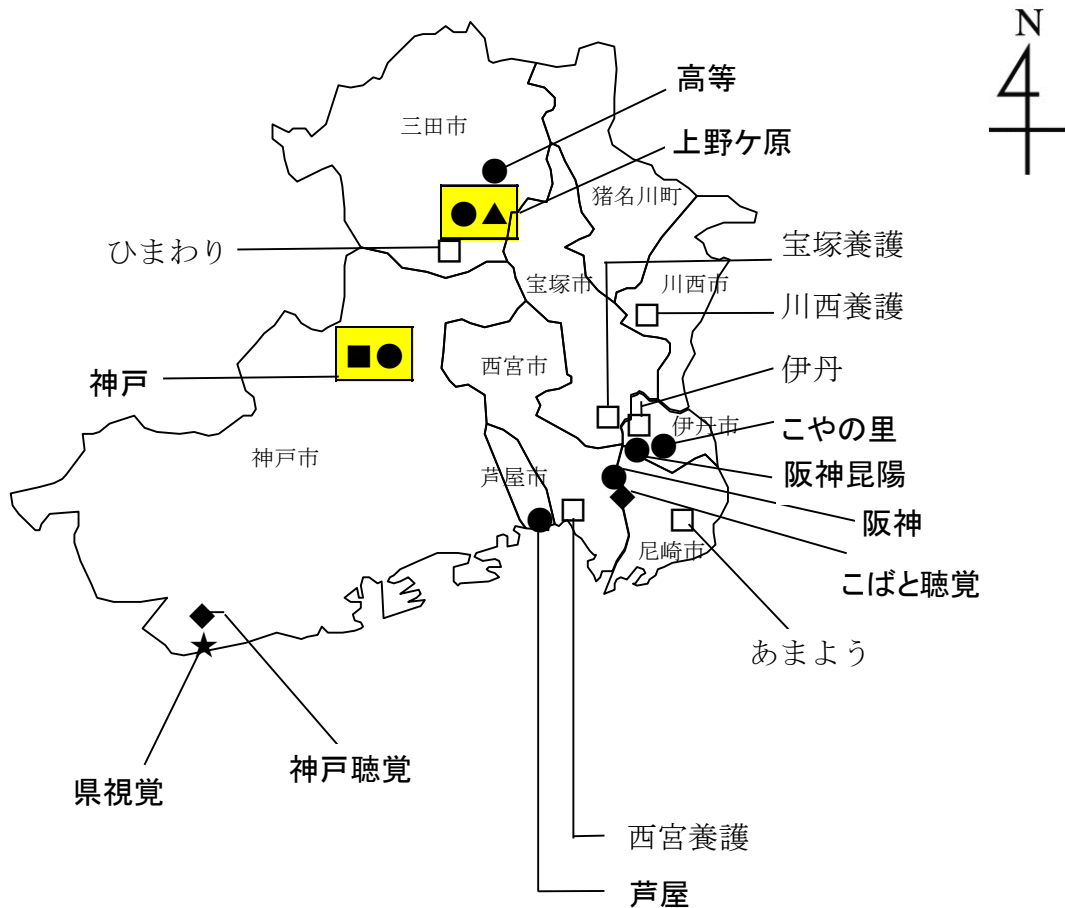 N
高等
三田市
上野ケ原
猪名川町
ひまわり
宝塚養護
宝塚市
川西市
川西養護
西宮市
伊丹
神戸
伊丹市
こやの里
神戸市
芦屋市
阪神昆陽
阪神
尼崎市
こばと聴覚
あまよう
神戸聴覚
県視覚
西宮養護
芦屋